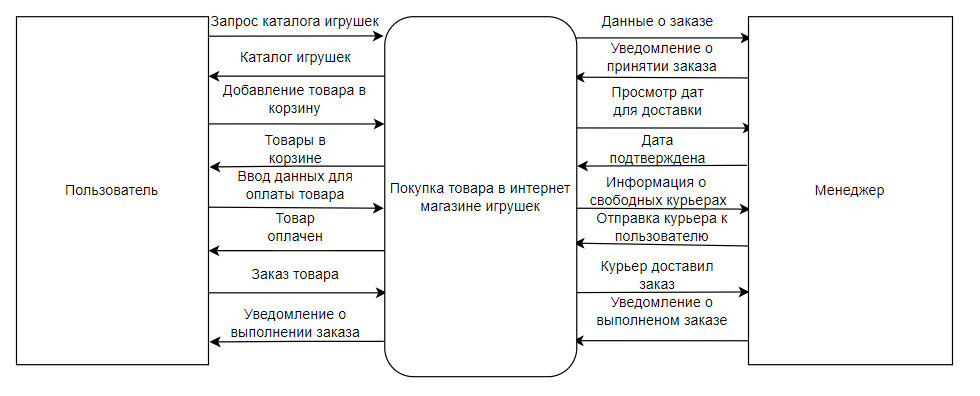 Запрос каталога игрушек
Каталог игрушек
Добавление товара в
корзину
Товары в
корзине
Ввод данных для
оплаты товара
Товар
оплачен
Заказ товара
Уведомление о
выполнении заказа
Пользователь
Покупка товара в интернет
магазине игрушек
Данные о заказе
Уведомление о
принятии заказа
Просмотр дат
для доставки
Дата
подтверждена
Информация о
свободных курьерах
Отправка курьера к
пользователю
Курьер доставил
заказ
Уведомление о
выполненом заказе
Менеджер